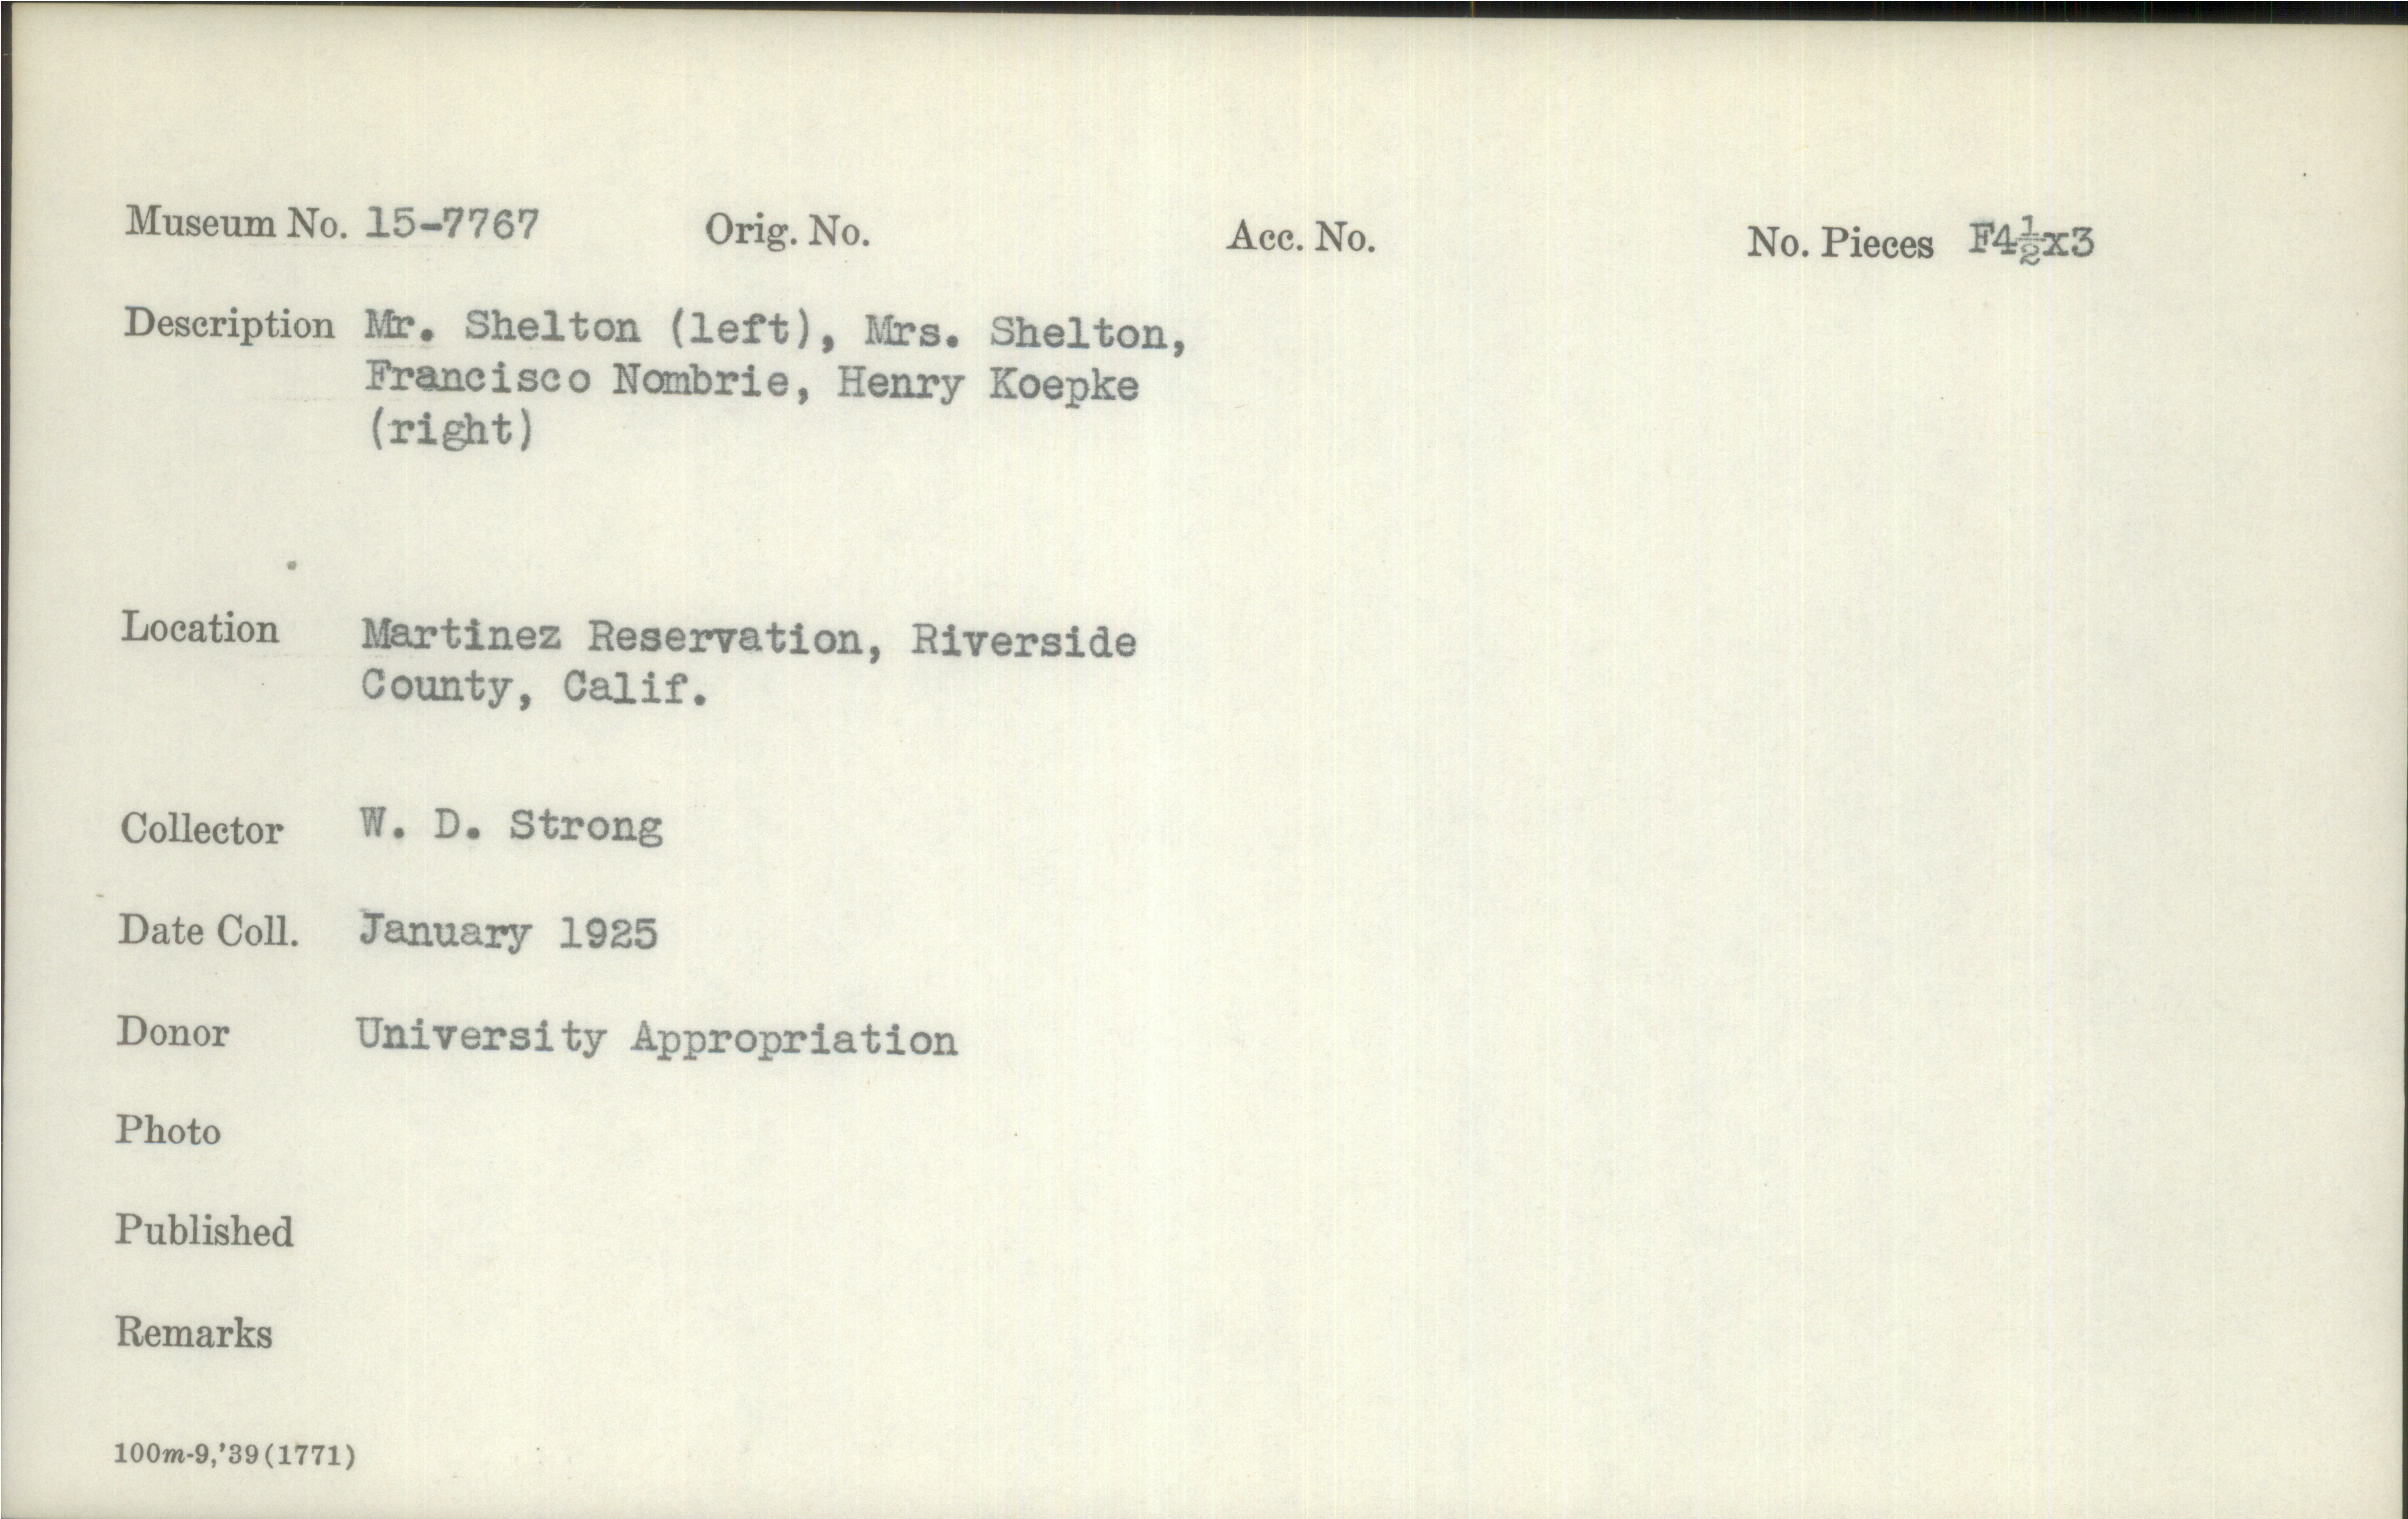 Museum No. 15-7767 Orig. No. Acc. No. No. Pieces F4½x3
Description Mr. Shelton (left), Mrs. Shelton,
Francisco Nombrie, Henry Koepke
(right)
Location Martinez Reservation, Riverside
County, Calif.
Collector W. D. Strong
Date Coll. January 1925
Donor University Appropriation
Photo
Published
Remarks
100m-9,'39(1771)